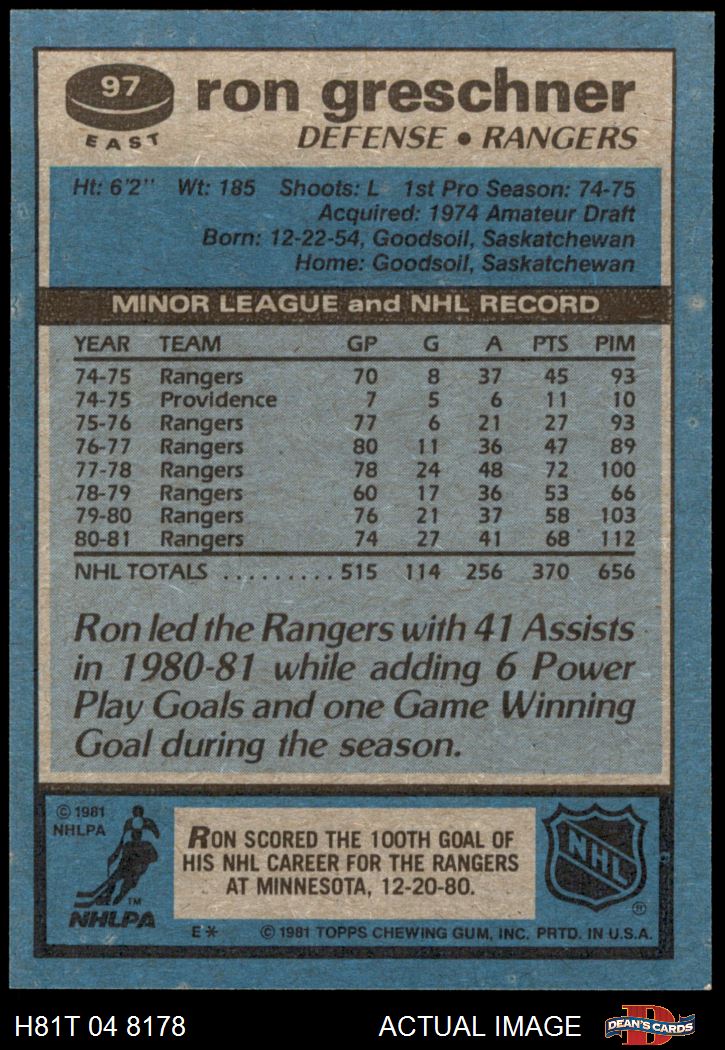 97
EAST
ron greschner
DEFENSE • RANGERS
Ht: 6'2" Wt: 185 Shoots: L 1st Pro Season: 74-75
Acquired: 1974 Amateur Draft
Born: 12-22-54, Goodsoil, Saskatchewan
Home: Goodsoil, Saskatchewan
MINOR LEAGUE and NHL RECORD
YEAR TEAM GP G A PTS PIM
74-75 Rangers 70 8 37 45 93
74-75 Providence 7 5 6 11 10
75-76 Rangers 77 6 21 27 93
76-77 Rangers 80 11 36 47 89
77-78 Rangers 78 24 48 72 100
78-79 Rangers 60 17 36 53 66
79-80 Rangers 76 21 37 58 103
80-81 Rangers 74 27 41 68 112
NHL TOTALS .......... 515 114 256 370 656
Ron led the Rangers with 41 Assists
in 1980-81 while adding 6 Power
Play Goals and one Game Winning
Goal during the season.
© 1981
NHLPA
TM
NHLPA
RON SCORED THE 100TH GOAL OF
HIS NHL CAREER FOR THE RANGERS
AT MINNESOTA, 12-20-80.
NHL
®
E* © 1981 TOPPS CHEWING GUM, INC. PRTD. IN U.S.A.
H81T 04 8178 ACTUAL IMAGE
D
DEAN'S CARDS